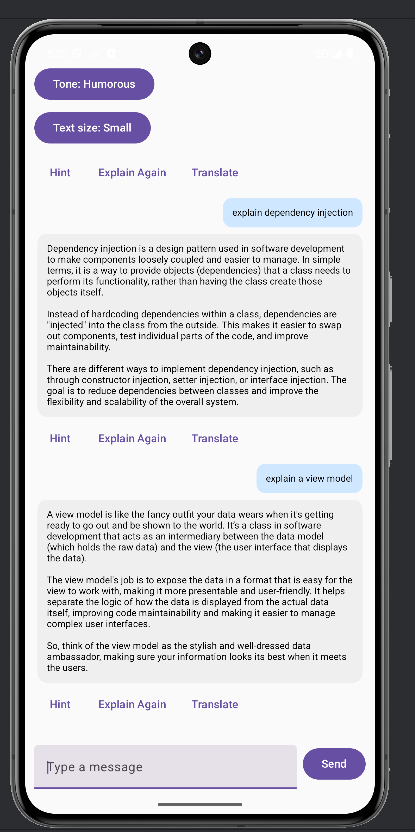 Tone: Humorous
Text size: Small
Hint Explain Again Translate
explain dependency injection
Dependency injection is a design pattern used in software development
to make components loosely coupled and easier to manage. In simple
terms, it is a way to provide objects (dependencies) that a class needs to
perform its functionality, rather than having the class create those
objects itself.
Instead of hardcoding dependencies within a class, dependencies are
"injected" into the class from the outside. This makes it easier to swap
out components, test individual parts of the code, and improve
maintainability.
There are different ways to implement dependency injection, such as
through constructor injection, setter injection, or interface injection. The
goal is to reduce dependencies between classes and improve the
flexibility and scalability of the overall system.
Hint Explain Again Translate
explain a view model
A view model is like the fancy outfit your data wears when it's getting
ready to go out and be shown to the world. It's a class in software
development that acts as an intermediary between the data model
(which holds the raw data) and the view (the user interface that displays
the data).
The view model's job is to expose the data in a format that is easy for the
view to work with, making it more presentable and user-friendly. It helps
separate the logic of how the data is displayed from the actual data
itself, improving code maintainability and making it easier to manage
complex user interfaces.
So, think of the view model as the stylish and well-dressed data
ambassador, making sure your information looks its best when it meets
the users.
Hint Explain Again Translate
Type a message
Send